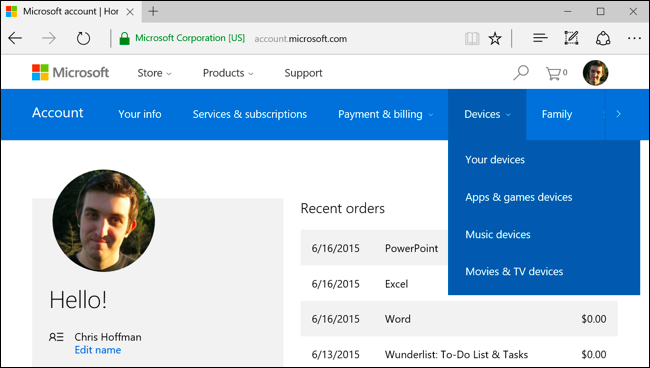 Microsoft account | Hor
Microsoft Corporation [US] account.microsoft.com
Microsoft Store Products Support 0
Account Your info Services & subscriptions Payment & billing Devices Family
Your devices
Apps & games devices
Music devices
Movies & TV devices
Recent orders
6/16/2015 PowerPoint
6/16/2015 Excel
6/16/2015 Word $0.00
6/13/2015 Wunderlist: To-Do List & Tasks $0.00
Hello!
Chris Hoffman
Edit name